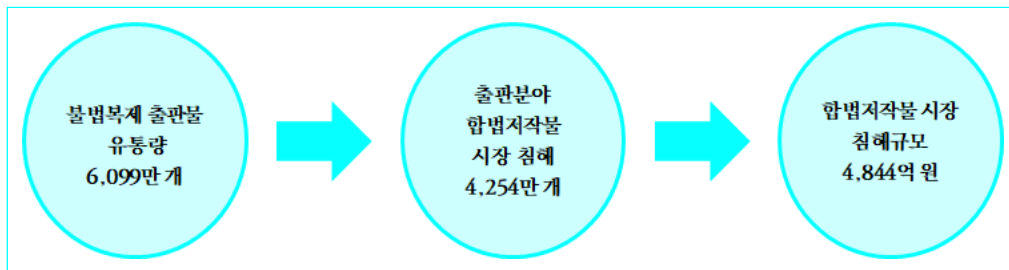 불법복제 출판물
유통량
6,099만 개
출판분야
합법저작물
시장 침해
4,254만 개
합법저작물 시장
침해규모
4,844억 원